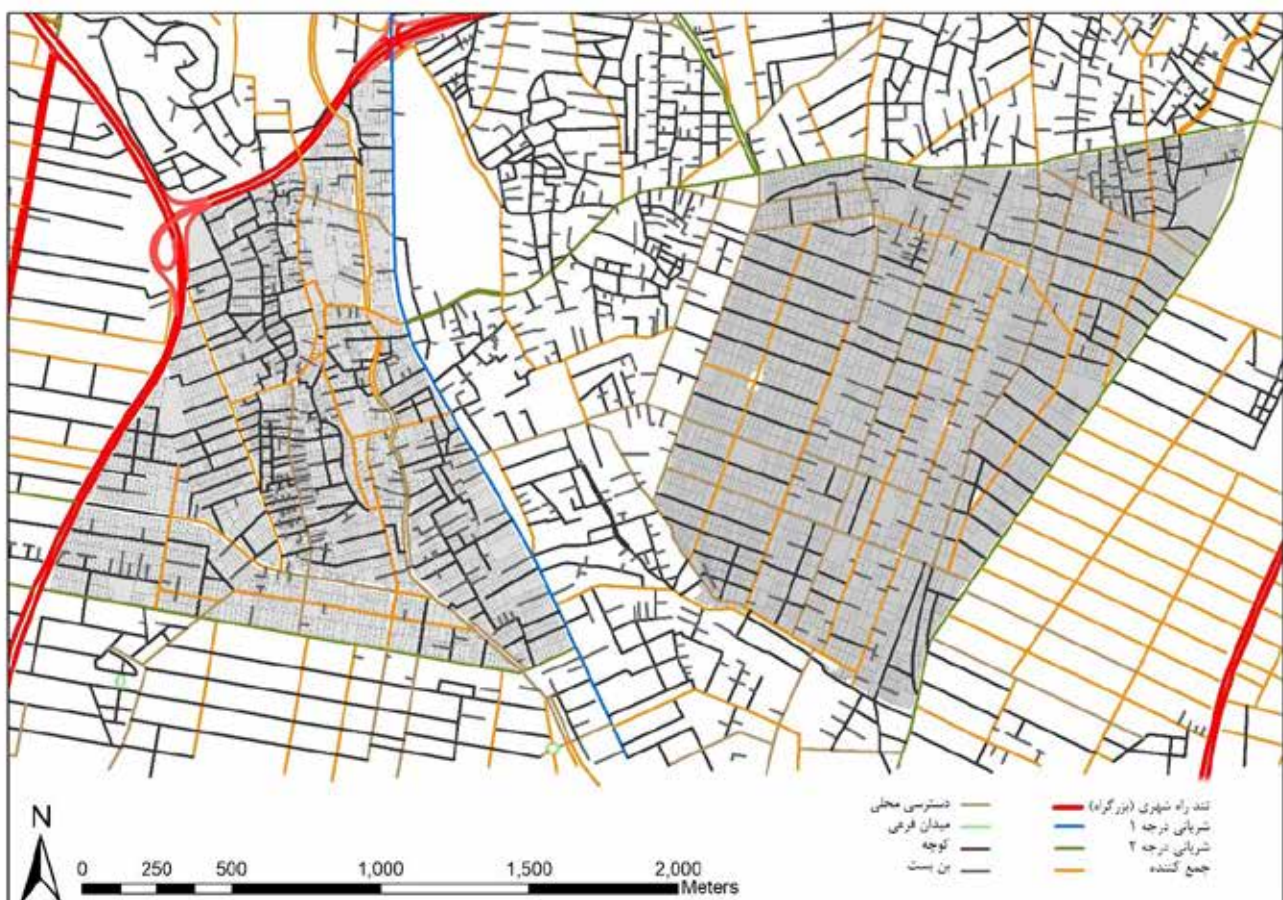 تند راه شهری (بزرگراه)
شریانی درجه ۱
شریانی درجه ۲
جمع کننده
دسترسی محلی
میدان فرعی
کوچه
بن بست
N
0 250 500 1,000 1,500 2,000
Meters